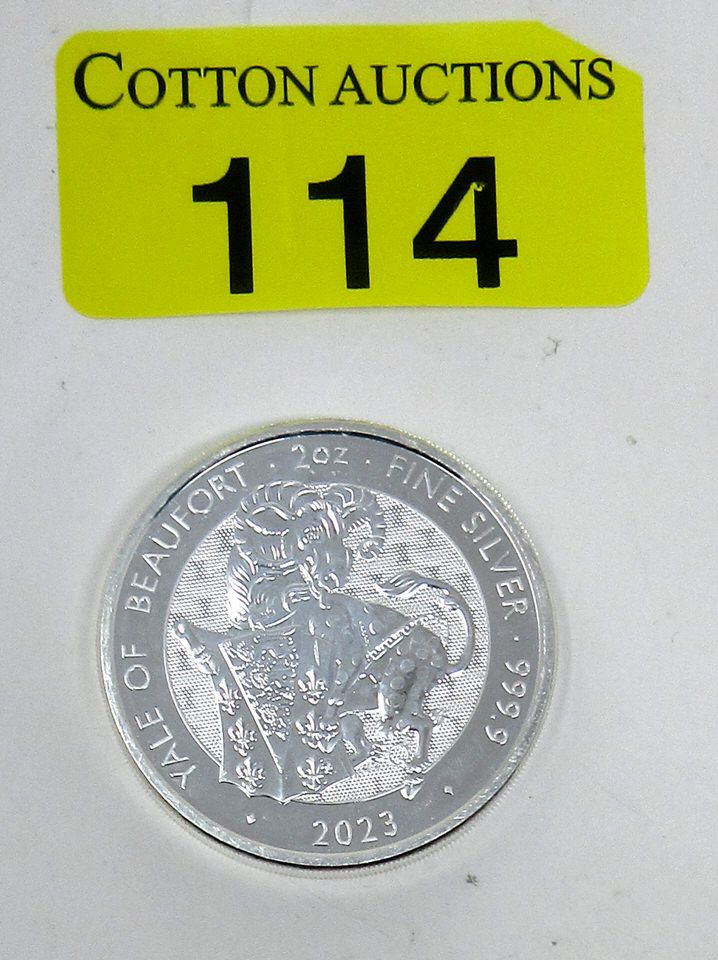 COTTON AUCTIONS
114
YALE OF BEAUFORT · 2oz · FINE SILVER · 999.9
2023